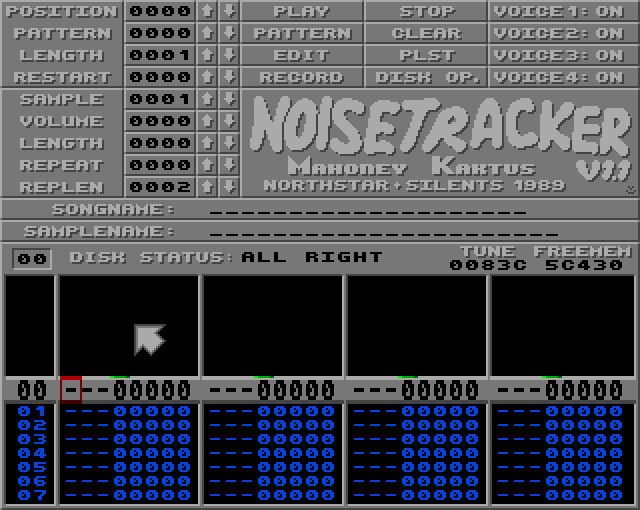 POSITION 0000 PLAY STOP VOICE1: ON
PATTERN 0000 PATTERN CLEAR VOICE2: ON
LENGTH 0001 EDIT PLST VOICE3: ON
RESTART 0000 RECORD DISK OP. VOICE4: ON
SAMPLE 0001
VOLUME 0000
LENGTH 0000
REPEAT 0000
REPLEN 0002
NOISETRACKER V1.1
MAHONEY KAKTUS
NORTHSTAR + SILENTS 1989
SONGNAME: ____________________
SAMPLENAME: ______________________
00 DISK STATUS: ALL RIGHT
TUNE FREEMEM
0083C 5C430
00 ---00000 ---00000 ---00000 ---00000
01 ---00000 ---00000 ---00000 ---00000
02 ---00000 ---00000 ---00000 ---00000
03 ---00000 ---00000 ---00000 ---00000
04 ---00000 ---00000 ---00000 ---00000
05 ---00000 ---00000 ---00000 ---00000
06 ---00000 ---00000 ---00000 ---00000
07 ---00000 ---00000 ---00000 ---00000